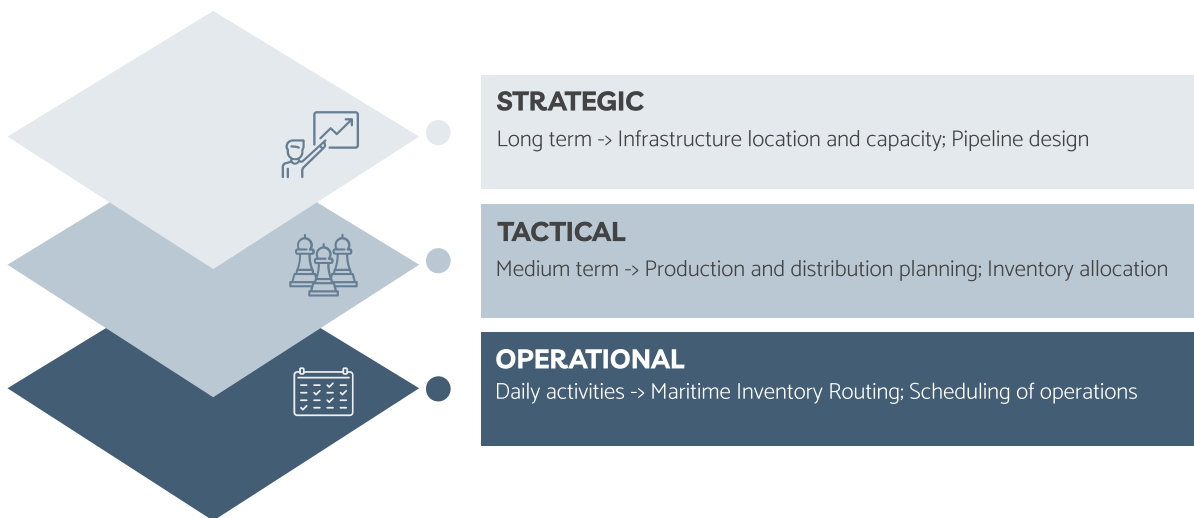 STRATEGIC
Long term -> Infrastructure location and capacity; Pipeline design
TACTICAL
Medium term -> Production and distribution planning; Inventory allocation
OPERATIONAL
Daily activities -> Maritime Inventory Routing; Scheduling of operations